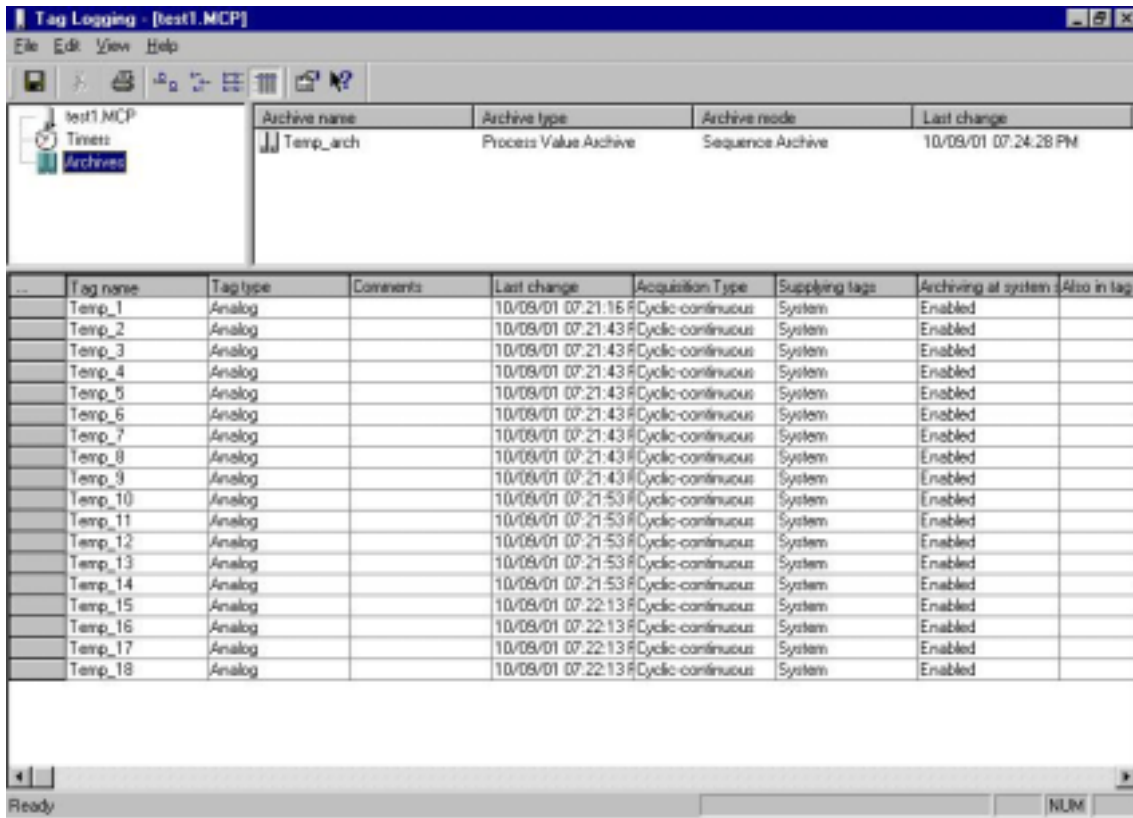 Tag Logging - [test1.MCP]
File Edit View Help
test1.MCP
Timers
Archives
Archive name Archive type Archive mode Last change
Temp_arch Process Value Archive Sequence Archive 10/09/01 07:24:28 PM
... Tag name Tag type Comments Last change Acquisition Type Supplying tags Archiving at system s Also in tag
Temp_1 Analog 10/09/01 07:21:16 P Cyclic-continuous System Enabled
Temp_2 Analog 10/09/01 07:21:43 P Cyclic-continuous System Enabled
Temp_3 Analog 10/09/01 07:21:43 P Cyclic-continuous System Enabled
Temp_4 Analog 10/09/01 07:21:43 P Cyclic-continuous System Enabled
Temp_5 Analog 10/09/01 07:21:43 P Cyclic-continuous System Enabled
Temp_6 Analog 10/09/01 07:21:43 P Cyclic-continuous System Enabled
Temp_7 Analog 10/09/01 07:21:43 P Cyclic-continuous System Enabled
Temp_8 Analog 10/09/01 07:21:43 P Cyclic-continuous System Enabled
Temp_9 Analog 10/09/01 07:21:43 P Cyclic-continuous System Enabled
Temp_10 Analog 10/09/01 07:21:53 P Cyclic-continuous System Enabled
Temp_11 Analog 10/09/01 07:21:53 P Cyclic-continuous System Enabled
Temp_12 Analog 10/09/01 07:21:53 P Cyclic-continuous System Enabled
Temp_13 Analog 10/09/01 07:21:53 P Cyclic-continuous System Enabled
Temp_14 Analog 10/09/01 07:21:53 P Cyclic-continuous System Enabled
Temp_15 Analog 10/09/01 07:22:13 P Cyclic-continuous System Enabled
Temp_16 Analog 10/09/01 07:22:13 P Cyclic-continuous System Enabled
Temp_17 Analog 10/09/01 07:22:13 P Cyclic-continuous System Enabled
Temp_18 Analog 10/09/01 07:22:13 P Cyclic-continuous System Enabled
Ready NUM